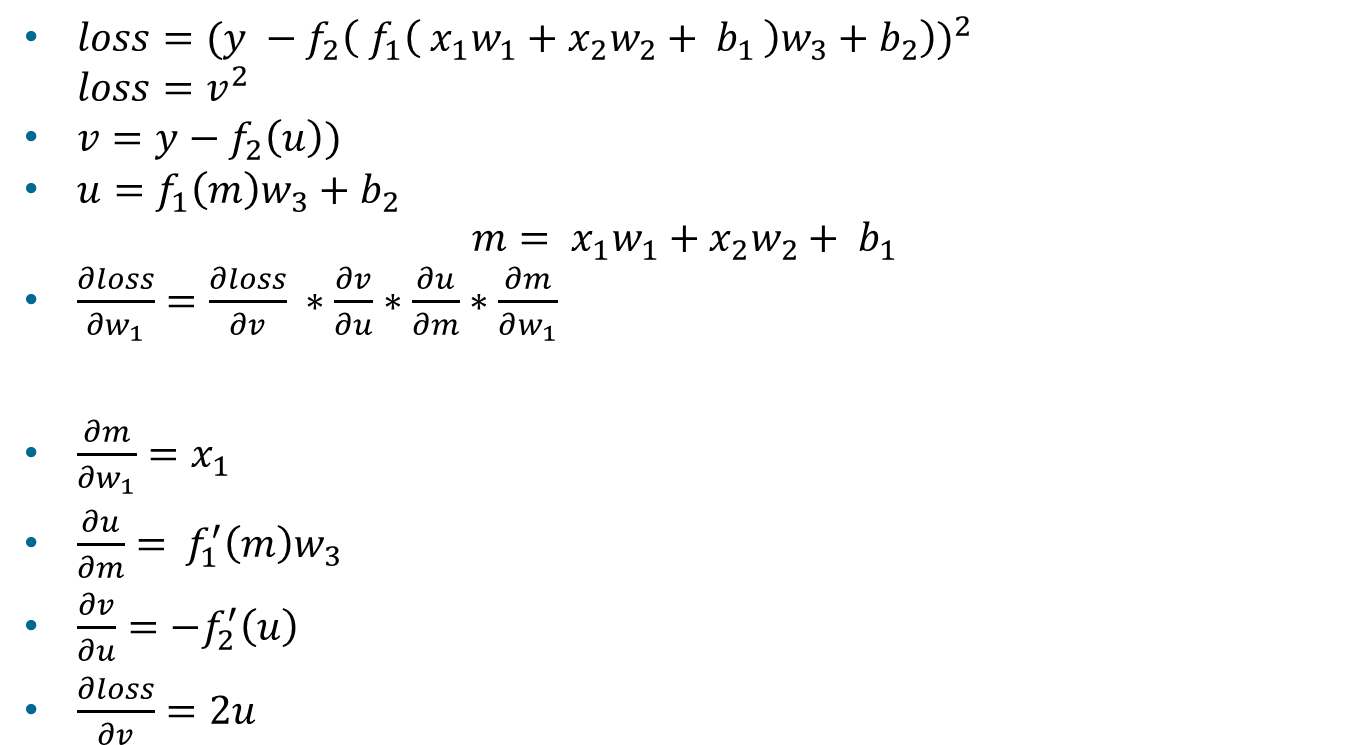 • loss = (y − f₂( f₁( x₁w₁ + x₂w₂ + b₁ )w₃ + b₂))²
loss = v²
• v = y − f₂(u))
• u = f₁(m)w₃ + b₂
m = x₁w₁ + x₂w₂ + b₁
• ∂loss/∂w₁ = ∂loss/∂v * ∂v/∂u * ∂u/∂m * ∂m/∂w₁
• ∂m/∂w₁ = x₁
• ∂u/∂m = f₁′(m)w₃
• ∂v/∂u = −f₂′(u)
• ∂loss/∂v = 2u